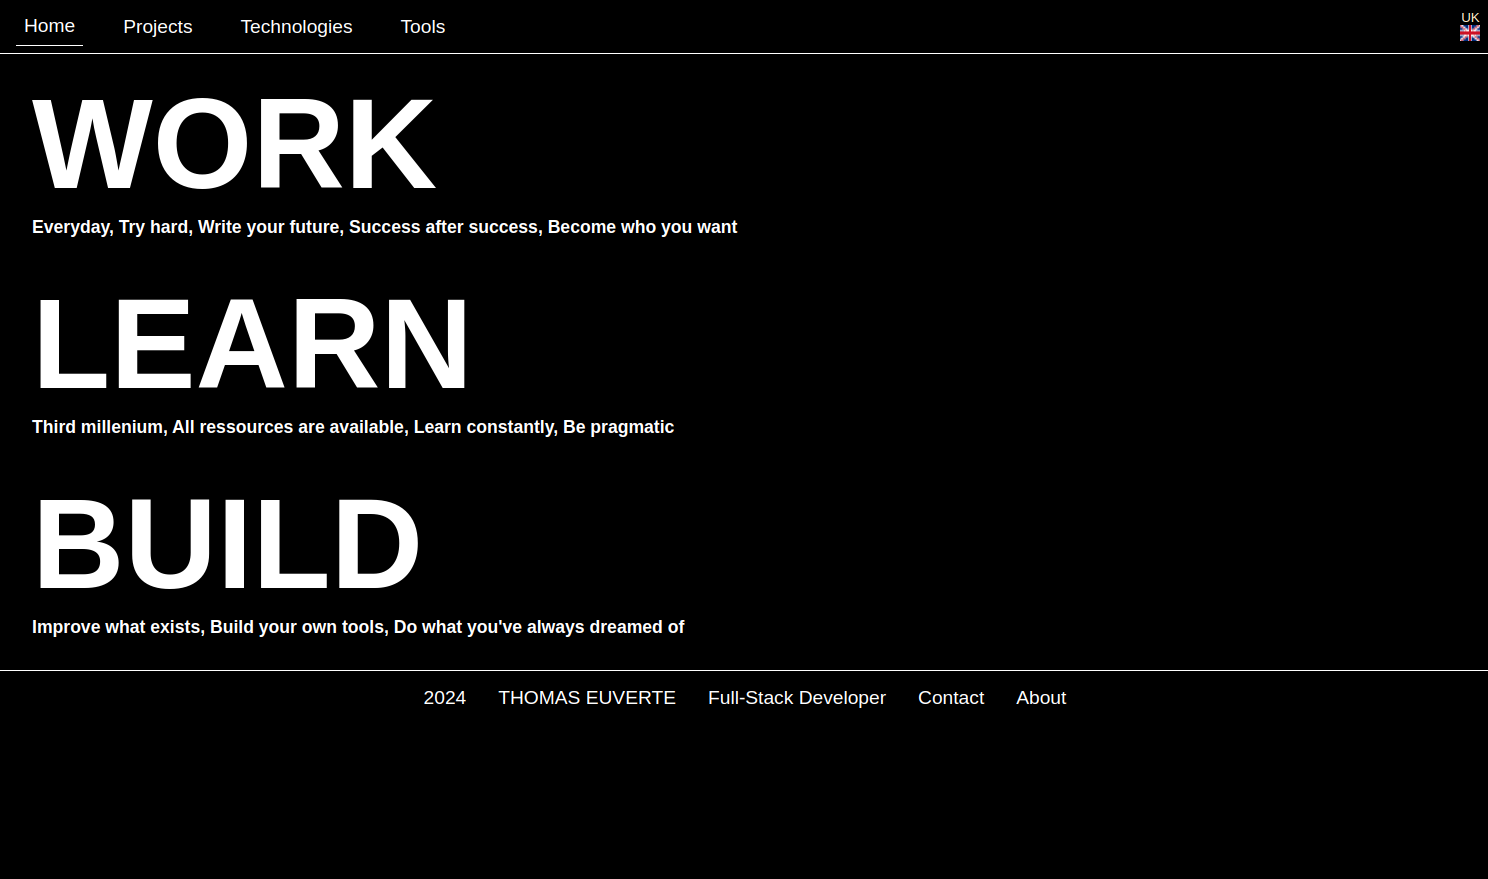 Home Projects Technologies Tools UK
WORK
Everyday, Try hard, Write your future, Success after success, Become who you want
LEARN
Third millenium, All ressources are available, Learn constantly, Be pragmatic
BUILD
Improve what exists, Build your own tools, Do what you've always dreamed of
2024 THOMAS EUVERTE Full-Stack Developer Contact About